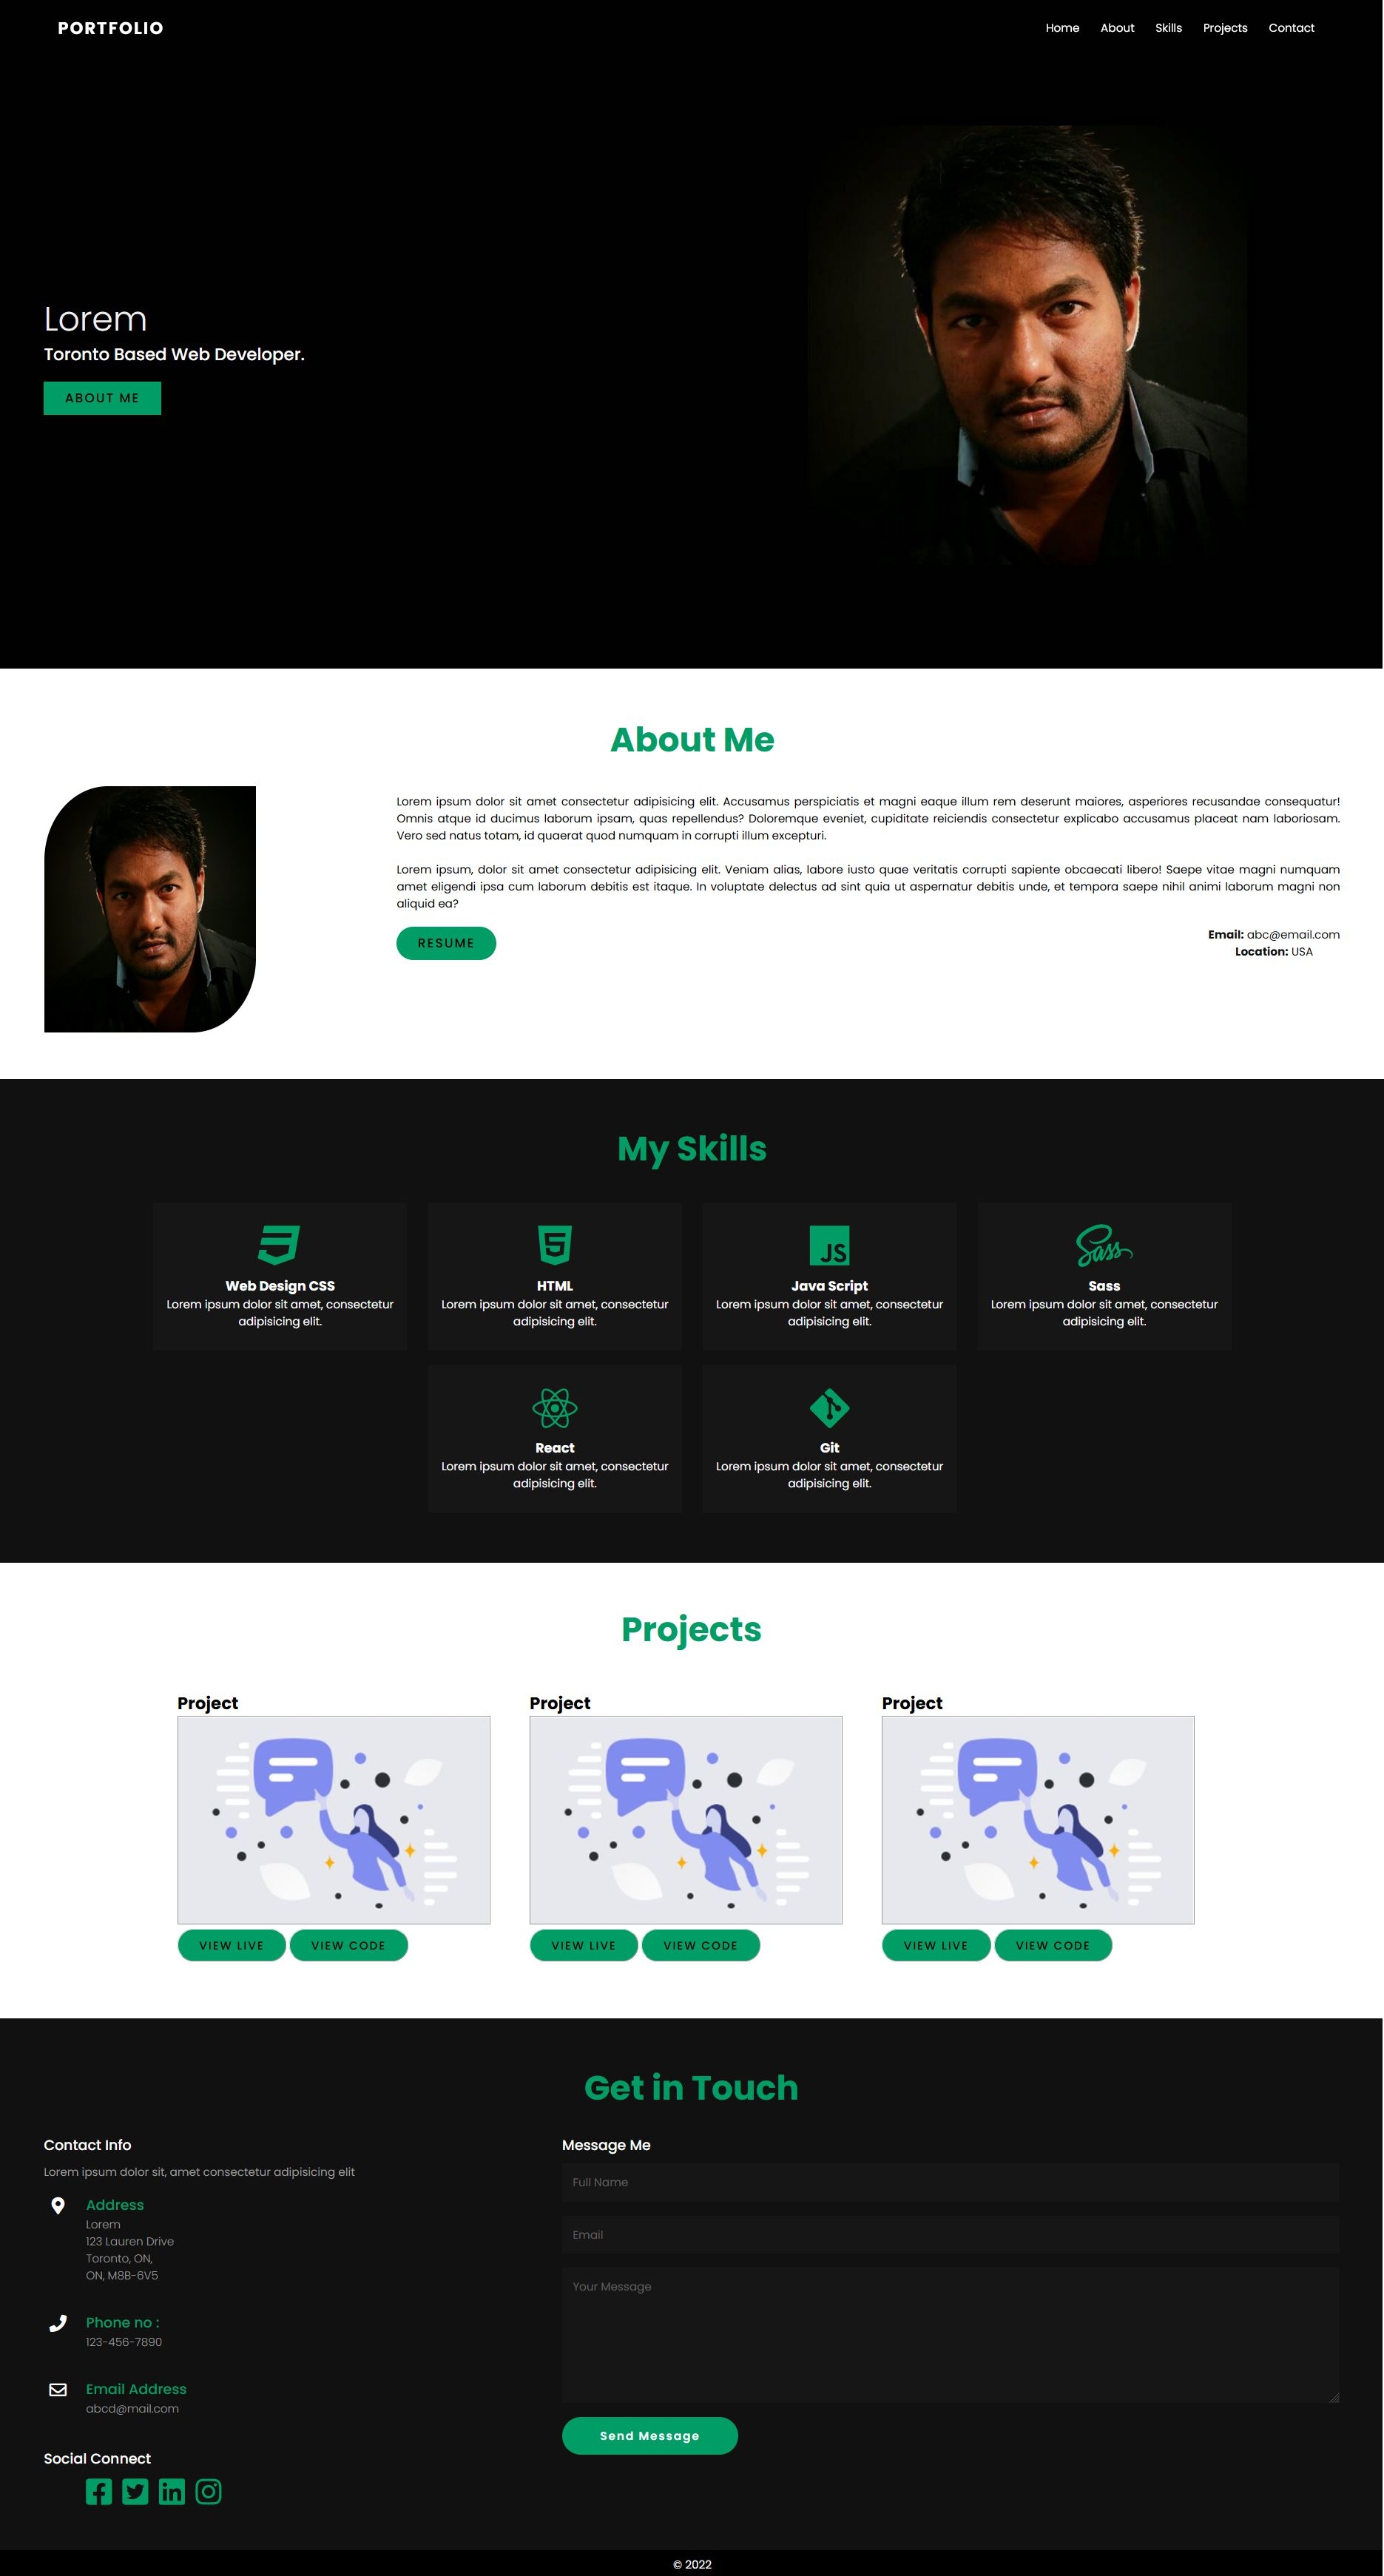 PORTFOLIO
Home About Skills Projects Contact
Lorem
Toronto Based Web Developer.
ABOUT ME
About Me
Lorem ipsum dolor sit amet consectetur adipisicing elit. Accusamus perspiciatis et magni eaque illum rem deserunt maiores, asperiores recusandae consequatur!
Omnis atque id ducimus laborum ipsam, quas repellendus? Doloremque eveniet, cupiditate reiciendis consectetur explicabo accusamus placeat nam laboriosam.
Vero sed natus totam, id quaerat quod numquam in corrupti illum excepturi.
Lorem ipsum, dolor sit amet consectetur adipisicing elit. Veniam alias, labore iusto quae veritatis corrupti sapiente obcaecati libero! Saepe vitae magni numquam
amet eligendi ipsa cum laborum debitis est itaque. In voluptate delectus ad sint quia ut aspernatur debitis unde, et tempora saepe nihil animi laborum magni non
aliquid ea?
RESUME
Email: abc@email.com
Location: USA
My Skills
Web Design CSS
Lorem ipsum dolor sit amet, consectetur
adipisicing elit.
HTML
Lorem ipsum dolor sit amet, consectetur
adipisicing elit.
JS
Java Script
Lorem ipsum dolor sit amet, consectetur
adipisicing elit.
Sass
Sass
Lorem ipsum dolor sit amet, consectetur
adipisicing elit.
React
Lorem ipsum dolor sit amet, consectetur
adipisicing elit.
Git
Lorem ipsum dolor sit amet, consectetur
adipisicing elit.
Projects
Project
VIEW LIVE VIEW CODE
Project
VIEW LIVE VIEW CODE
Project
VIEW LIVE VIEW CODE
Get in Touch
Contact Info
Lorem ipsum dolor sit, amet consectetur adipisicing elit
Address
Lorem
123 Lauren Drive
Toronto, ON,
ON, M8B-6V5
Phone no :
123-456-7890
Email Address
abcd@mail.com
Social Connect
Message Me
Full Name
Email
Your Message
Send Message
© 2022